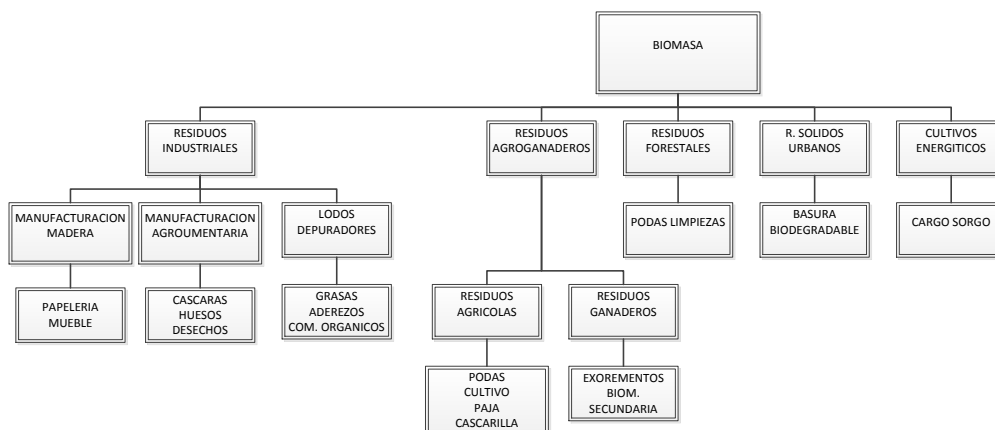 BIOMASA
RESIDUOS
INDUSTRIALES
RESIDUOS
AGROGANADEROS
RESIDUOS
FORESTALES
R. SOLIDOS
URBANOS
CULTIVOS
ENERGITICOS
MANUFACTURACION
MADERA
MANUFACTURACION
AGROUMENTARIA
LODOS
DEPURADORES
PODAS LIMPIEZAS
BASURA
BIODEGRADABLE
CARGO SORGO
PAPELERIA
MUEBLE
CASCARAS
HUESOS
DESECHOS
GRASAS
ADEREZOS
COM. ORGANICOS
RESIDUOS
AGRICOLAS
RESIDUOS
GANADEROS
PODAS
CULTIVO
PAJA
CASCARILLA
EXOREMENTOS
BIOM.
SECUNDARIA